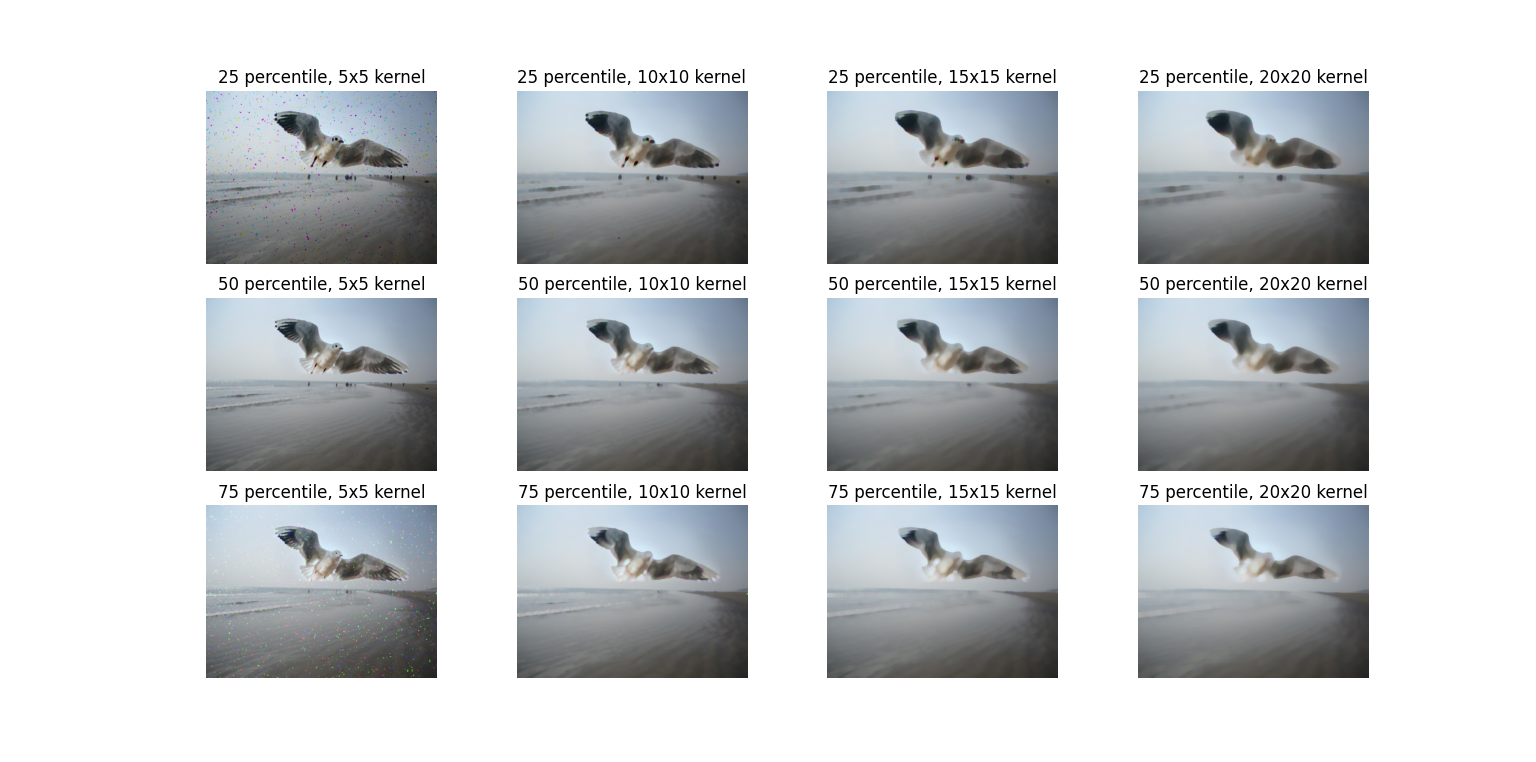 25 percentile, 5x5 kernel
25 percentile, 10x10 kernel
25 percentile, 15x15 kernel
25 percentile, 20x20 kernel
50 percentile, 5x5 kernel
50 percentile, 10x10 kernel
50 percentile, 15x15 kernel
50 percentile, 20x20 kernel
75 percentile, 5x5 kernel
75 percentile, 10x10 kernel
75 percentile, 15x15 kernel
75 percentile, 20x20 kernel